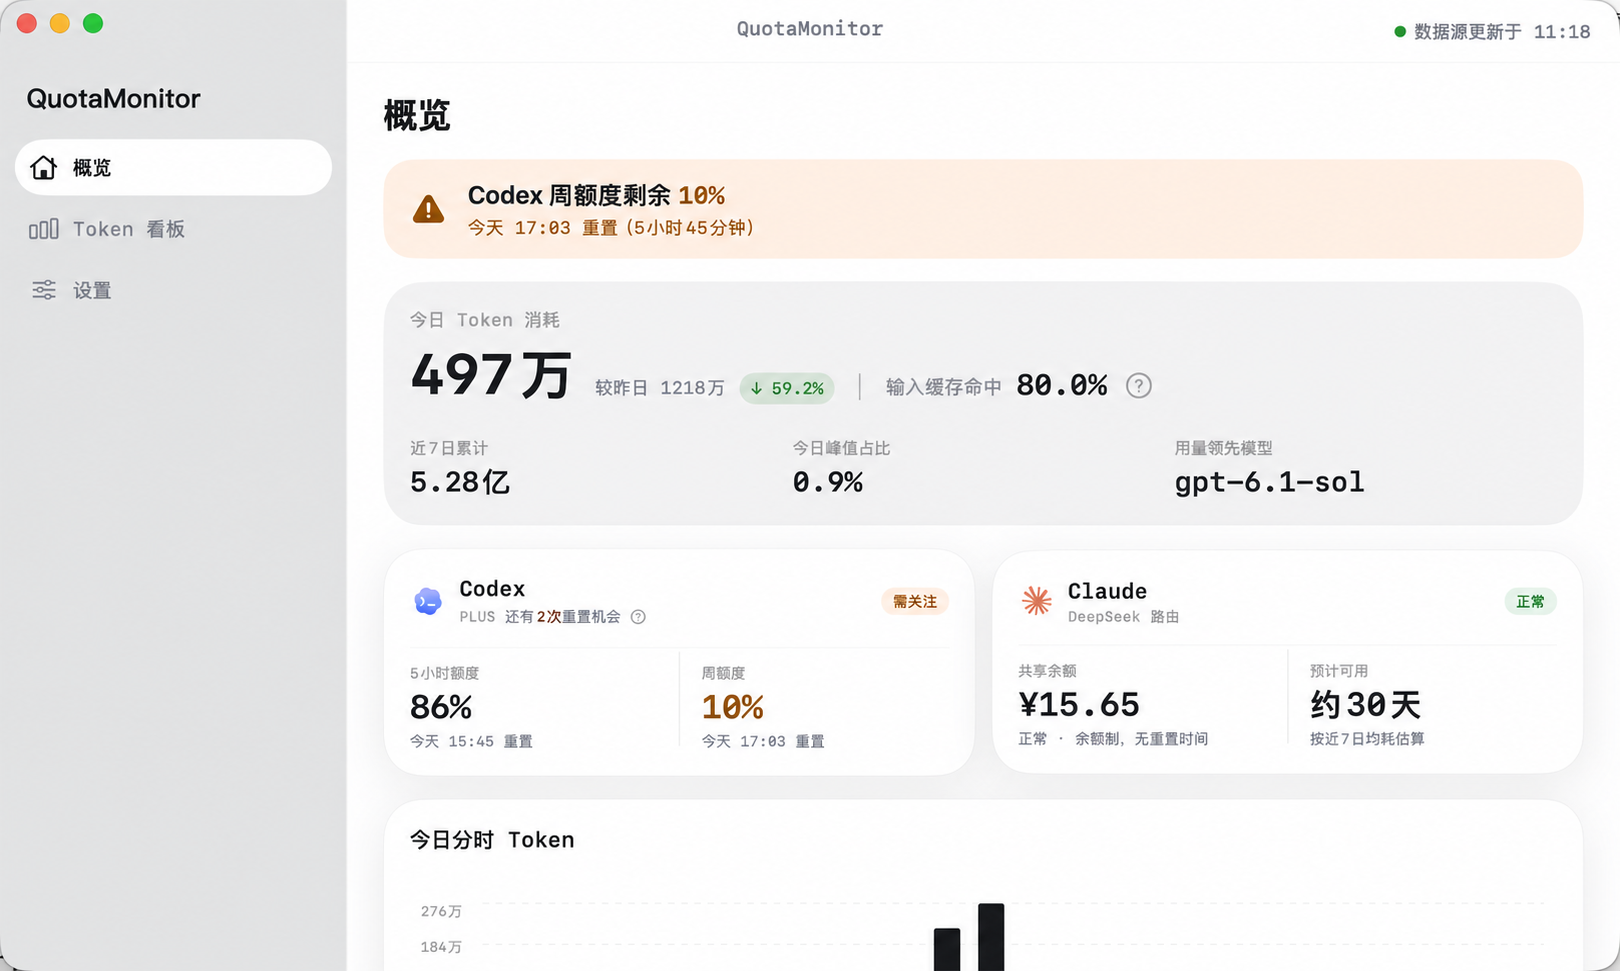 QuotaMonitor
数据源更新于 11:18
QuotaMonitor
概览
Token 看板
设置
概览
Codex 周额度剩余 10%
今天 17:03 重置 (5小时45分钟)
今日 Token 消耗
497万 较昨日 1218万 ↓ 59.2% 输入缓存命中 80.0% ?
近7日累计
5.28亿
今日峰值占比
0.9%
用量领先模型
gpt-6.1-sol
Codex
PLUS 还有2次重置机会 ?
需关注
5小时额度
86%
今天 15:45 重置
周额度
10%
今天 17:03 重置
Claude
DeepSeek 路由
正常
共享余额
¥15.65
正常 · 余额制，无重置时间
预计可用
约30天
按近7日均耗估算
今日分时 Token
276万
184万